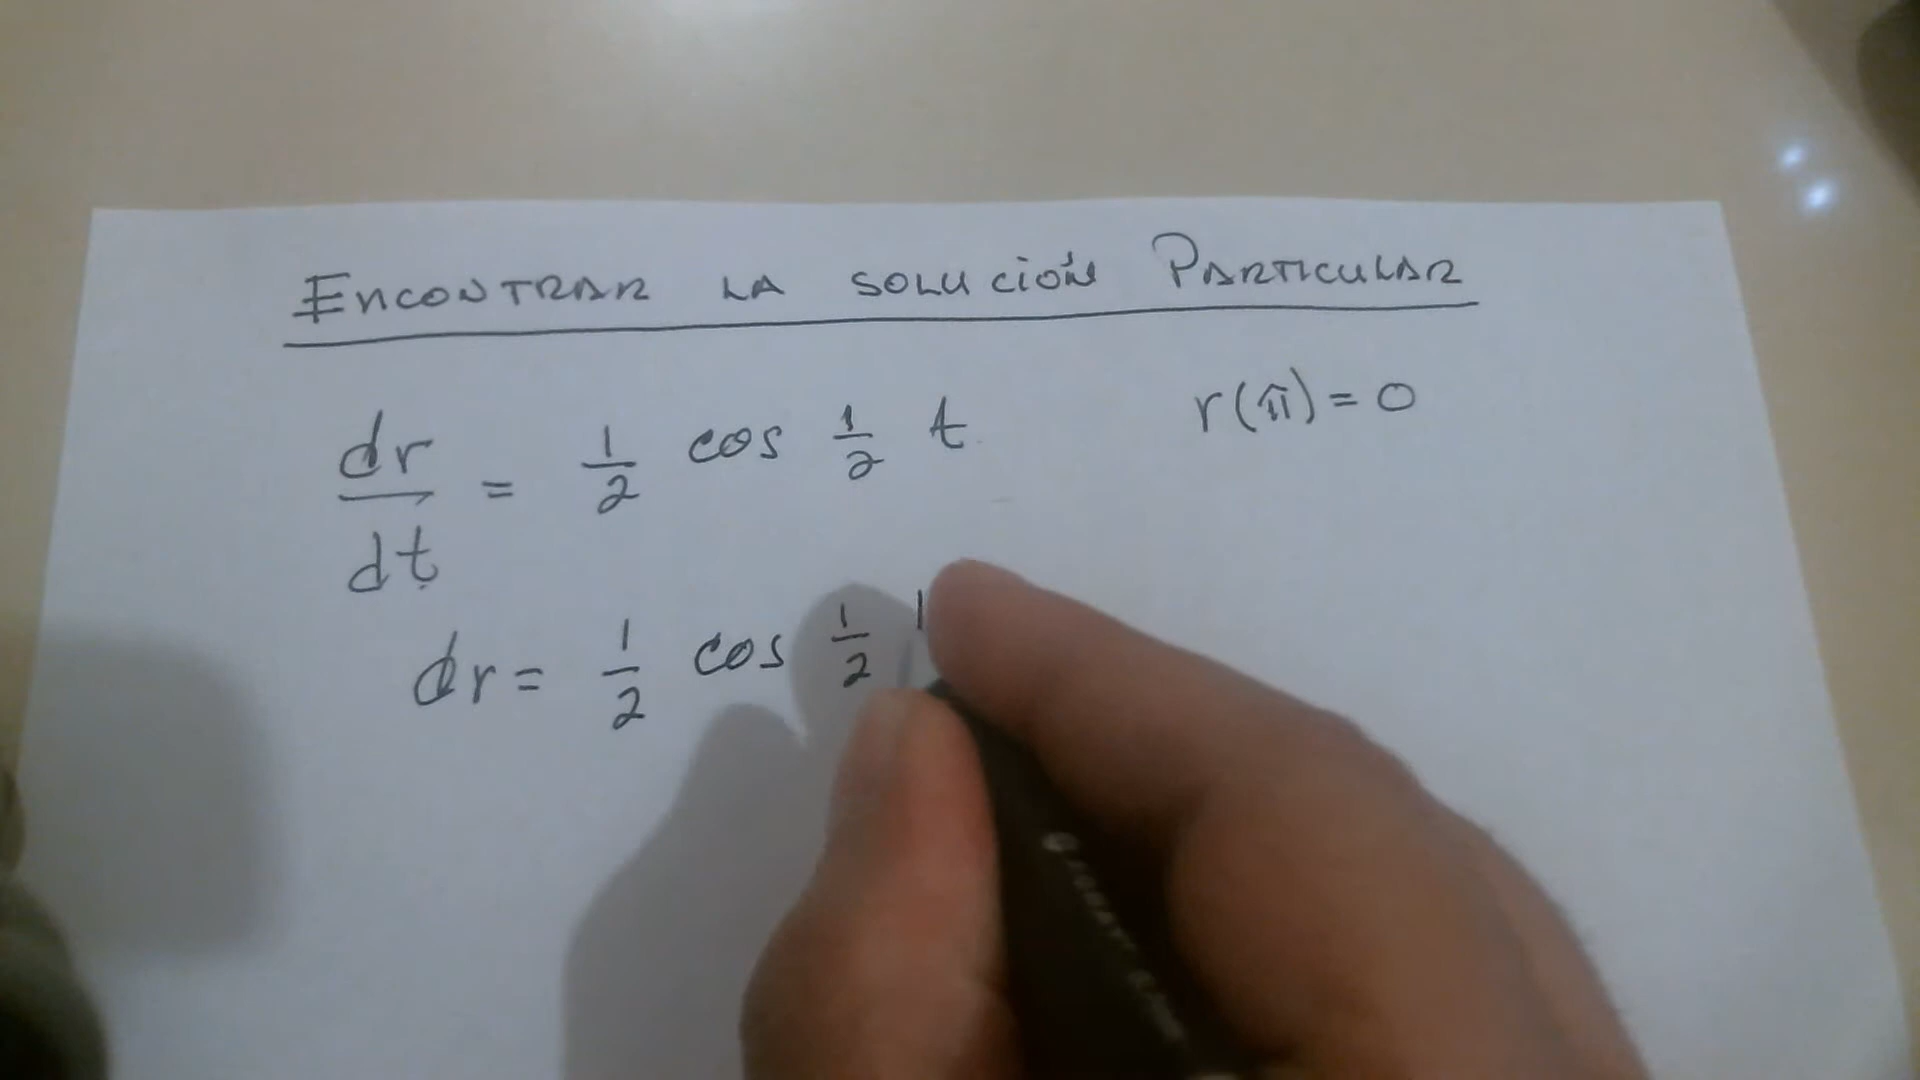 ENCONTRAR LA SOLUCIÓN PARTICULAR
dr/dt = 1/2 cos 1/2 t r(π) = 0
dr = 1/2 cos 1/2